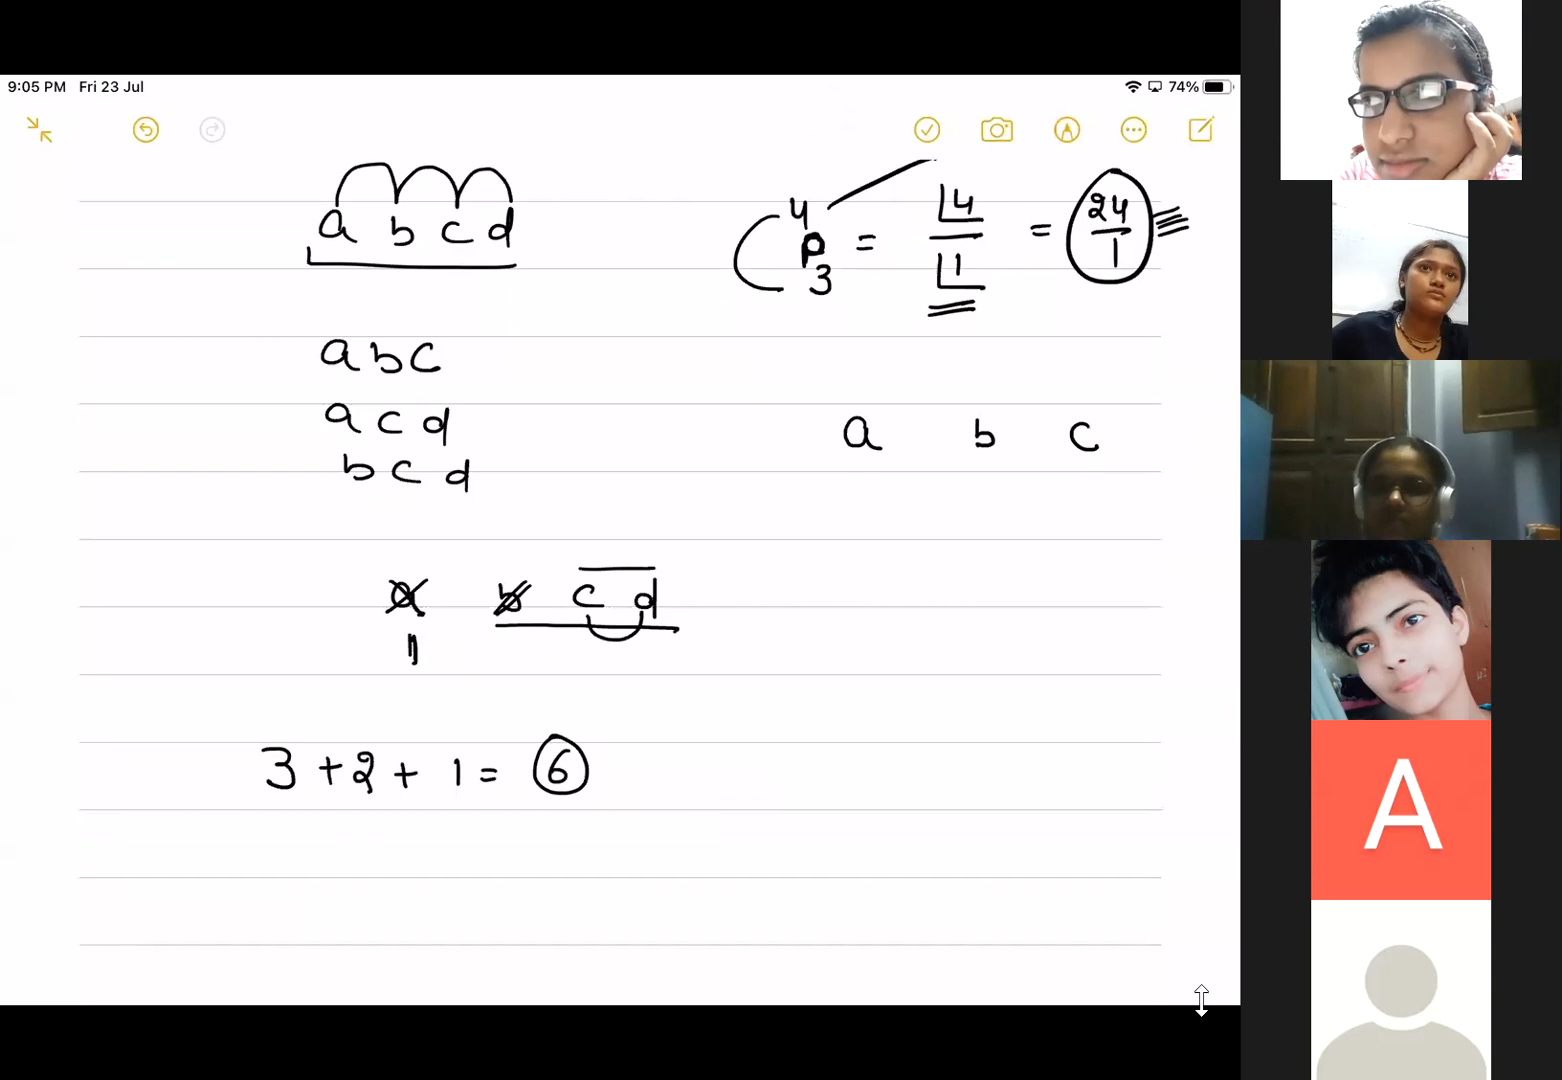 9:05 PM Fri 23 Jul
74%
a b c d
⁴P₃ = ⌊4 / ⌊1 = 24/1
a b c
a c d
b c d
a b c
a b c d
1
3 + 2 + 1 = 6
A